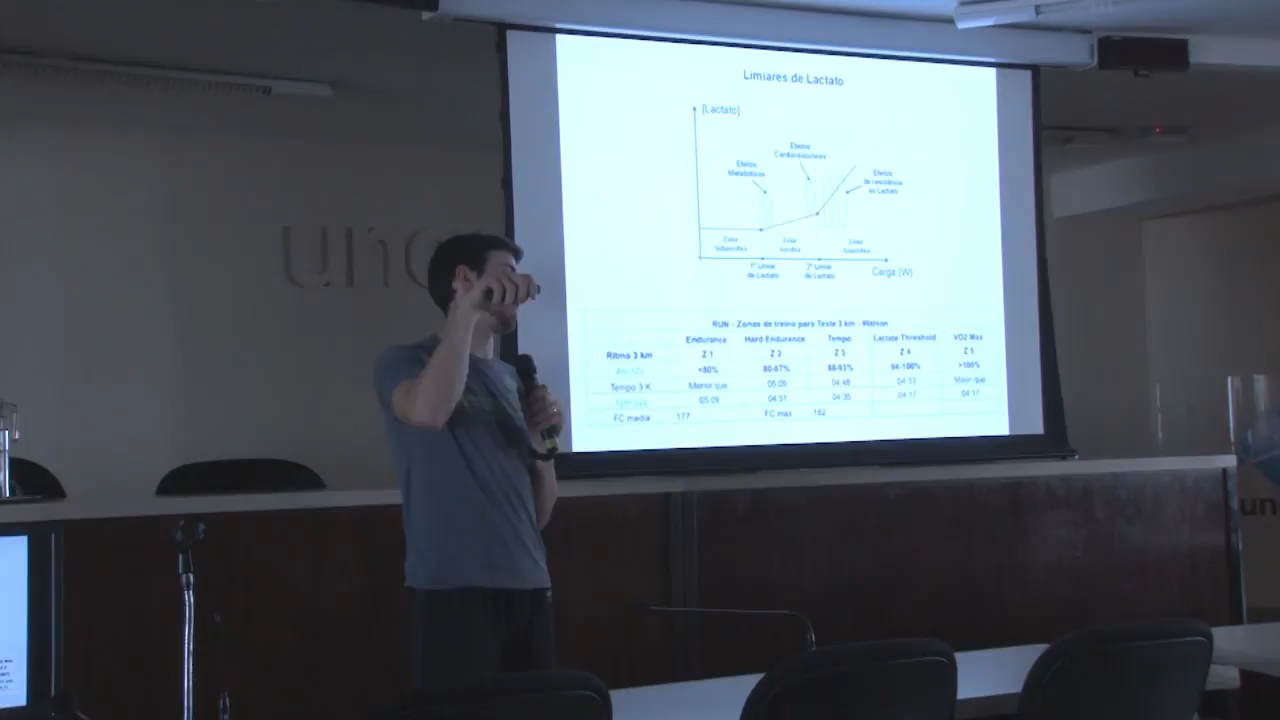 Limiares de Lactato
[Lactato]
Efeitos
Cardiovasculares
Efeitos
Metabólicos
Efeitos
de resistência
ao Lactato
Zona
Zona
Zona
1º Limiar
de Lactato
2º Limiar
de Lactato
Carga (W)
RUN - Zonas de treino para Teste 3 km - Watson
Endurance Hard Endurance Tempo Lactate Threshold VO2 Max
Ritmo 3 km Z 1 Z 2 Z 3 Z 4 Z 5
<80% 80-87% 88-93% 94-100% >100%
Tempo 3 K Menor que 05:09 04:48 04:33 Maior que
05:09 04:51 04:35 04:17 04:17
FC media 177 FC max 182
une
un